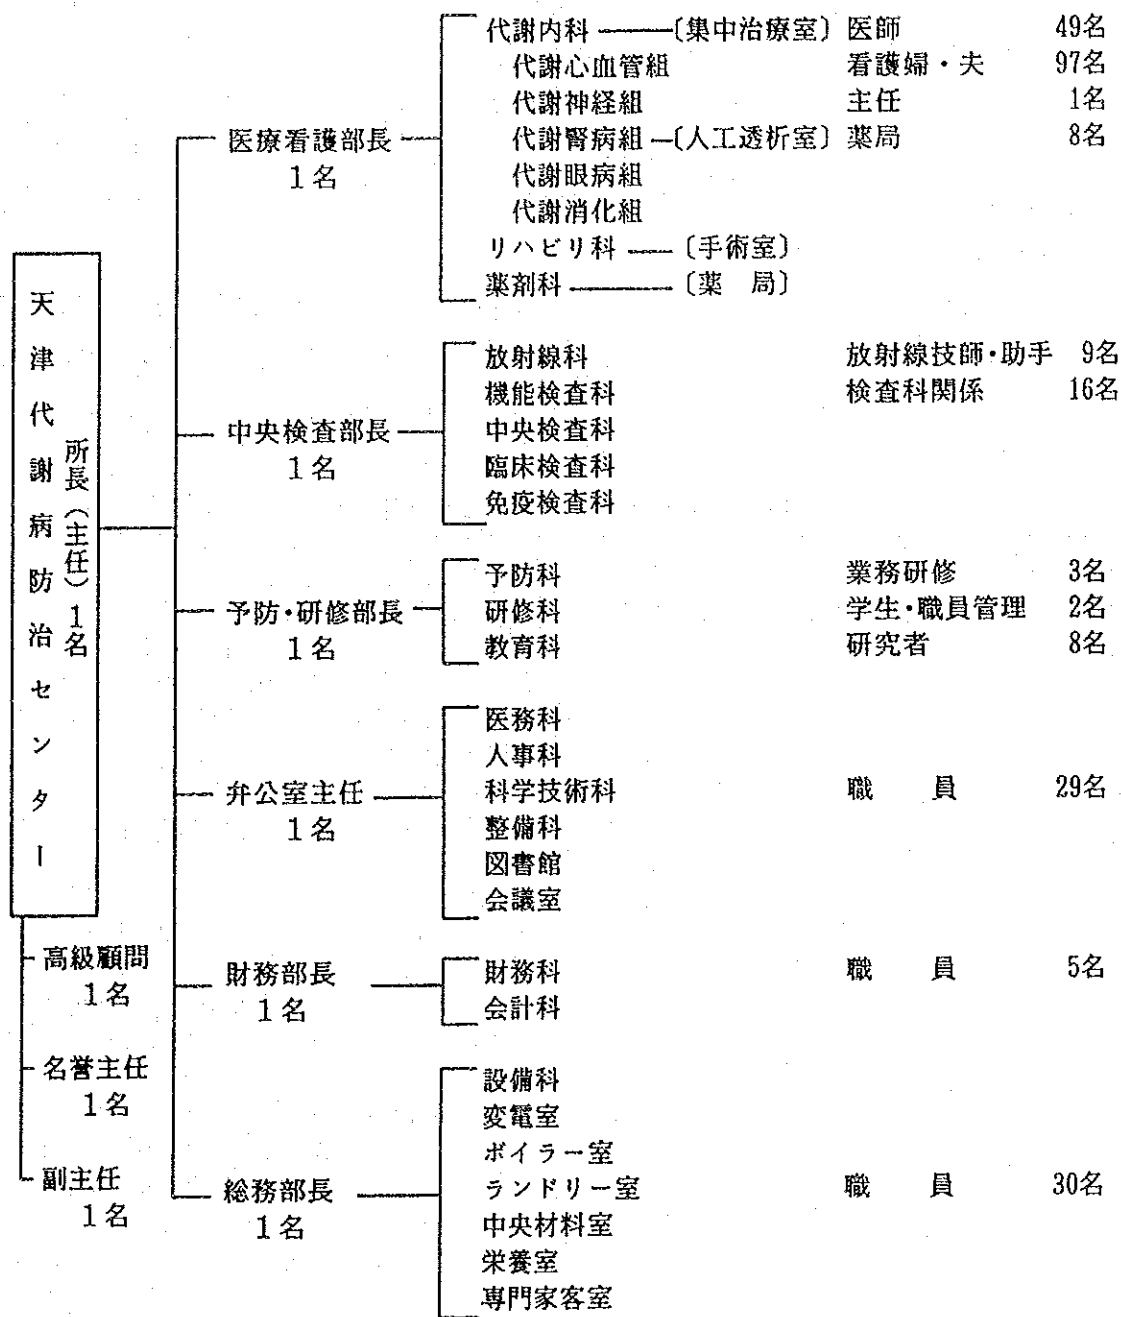 天津代謝病防治センター
所長（主任）1名
高級顧問
1名
名誉主任
1名
副主任
1名
医療看護部長
1名
代謝内科 〔集中治療室〕 医師 49名
代謝心血管組 看護婦・夫 97名
代謝神経組 主任 1名
代謝腎病組 〔人工透析室〕 薬局 8名
代謝眼病組
代謝消化組
リハビリ科 〔手術室〕
薬剤科 〔薬 局〕
中央検査部長
1名
放射線科 放射線技師・助手 9名
機能検査科 検査科関係 16名
中央検査科
臨床検査科
免疫検査科
予防・研修部長
1名
予防科 業務研修 3名
研修科 学生・職員管理 2名
教育科 研究者 8名
弁公室主任
1名
医務科
人事科
科学技術科 職 員 29名
整備科
図書館
会議室
財務部長
1名
財務科 職 員 5名
会計科
総務部長
1名
設備科
変電室
ボイラー室
ランドリー室 職 員 30名
中央材料室
栄養室
専門家客室